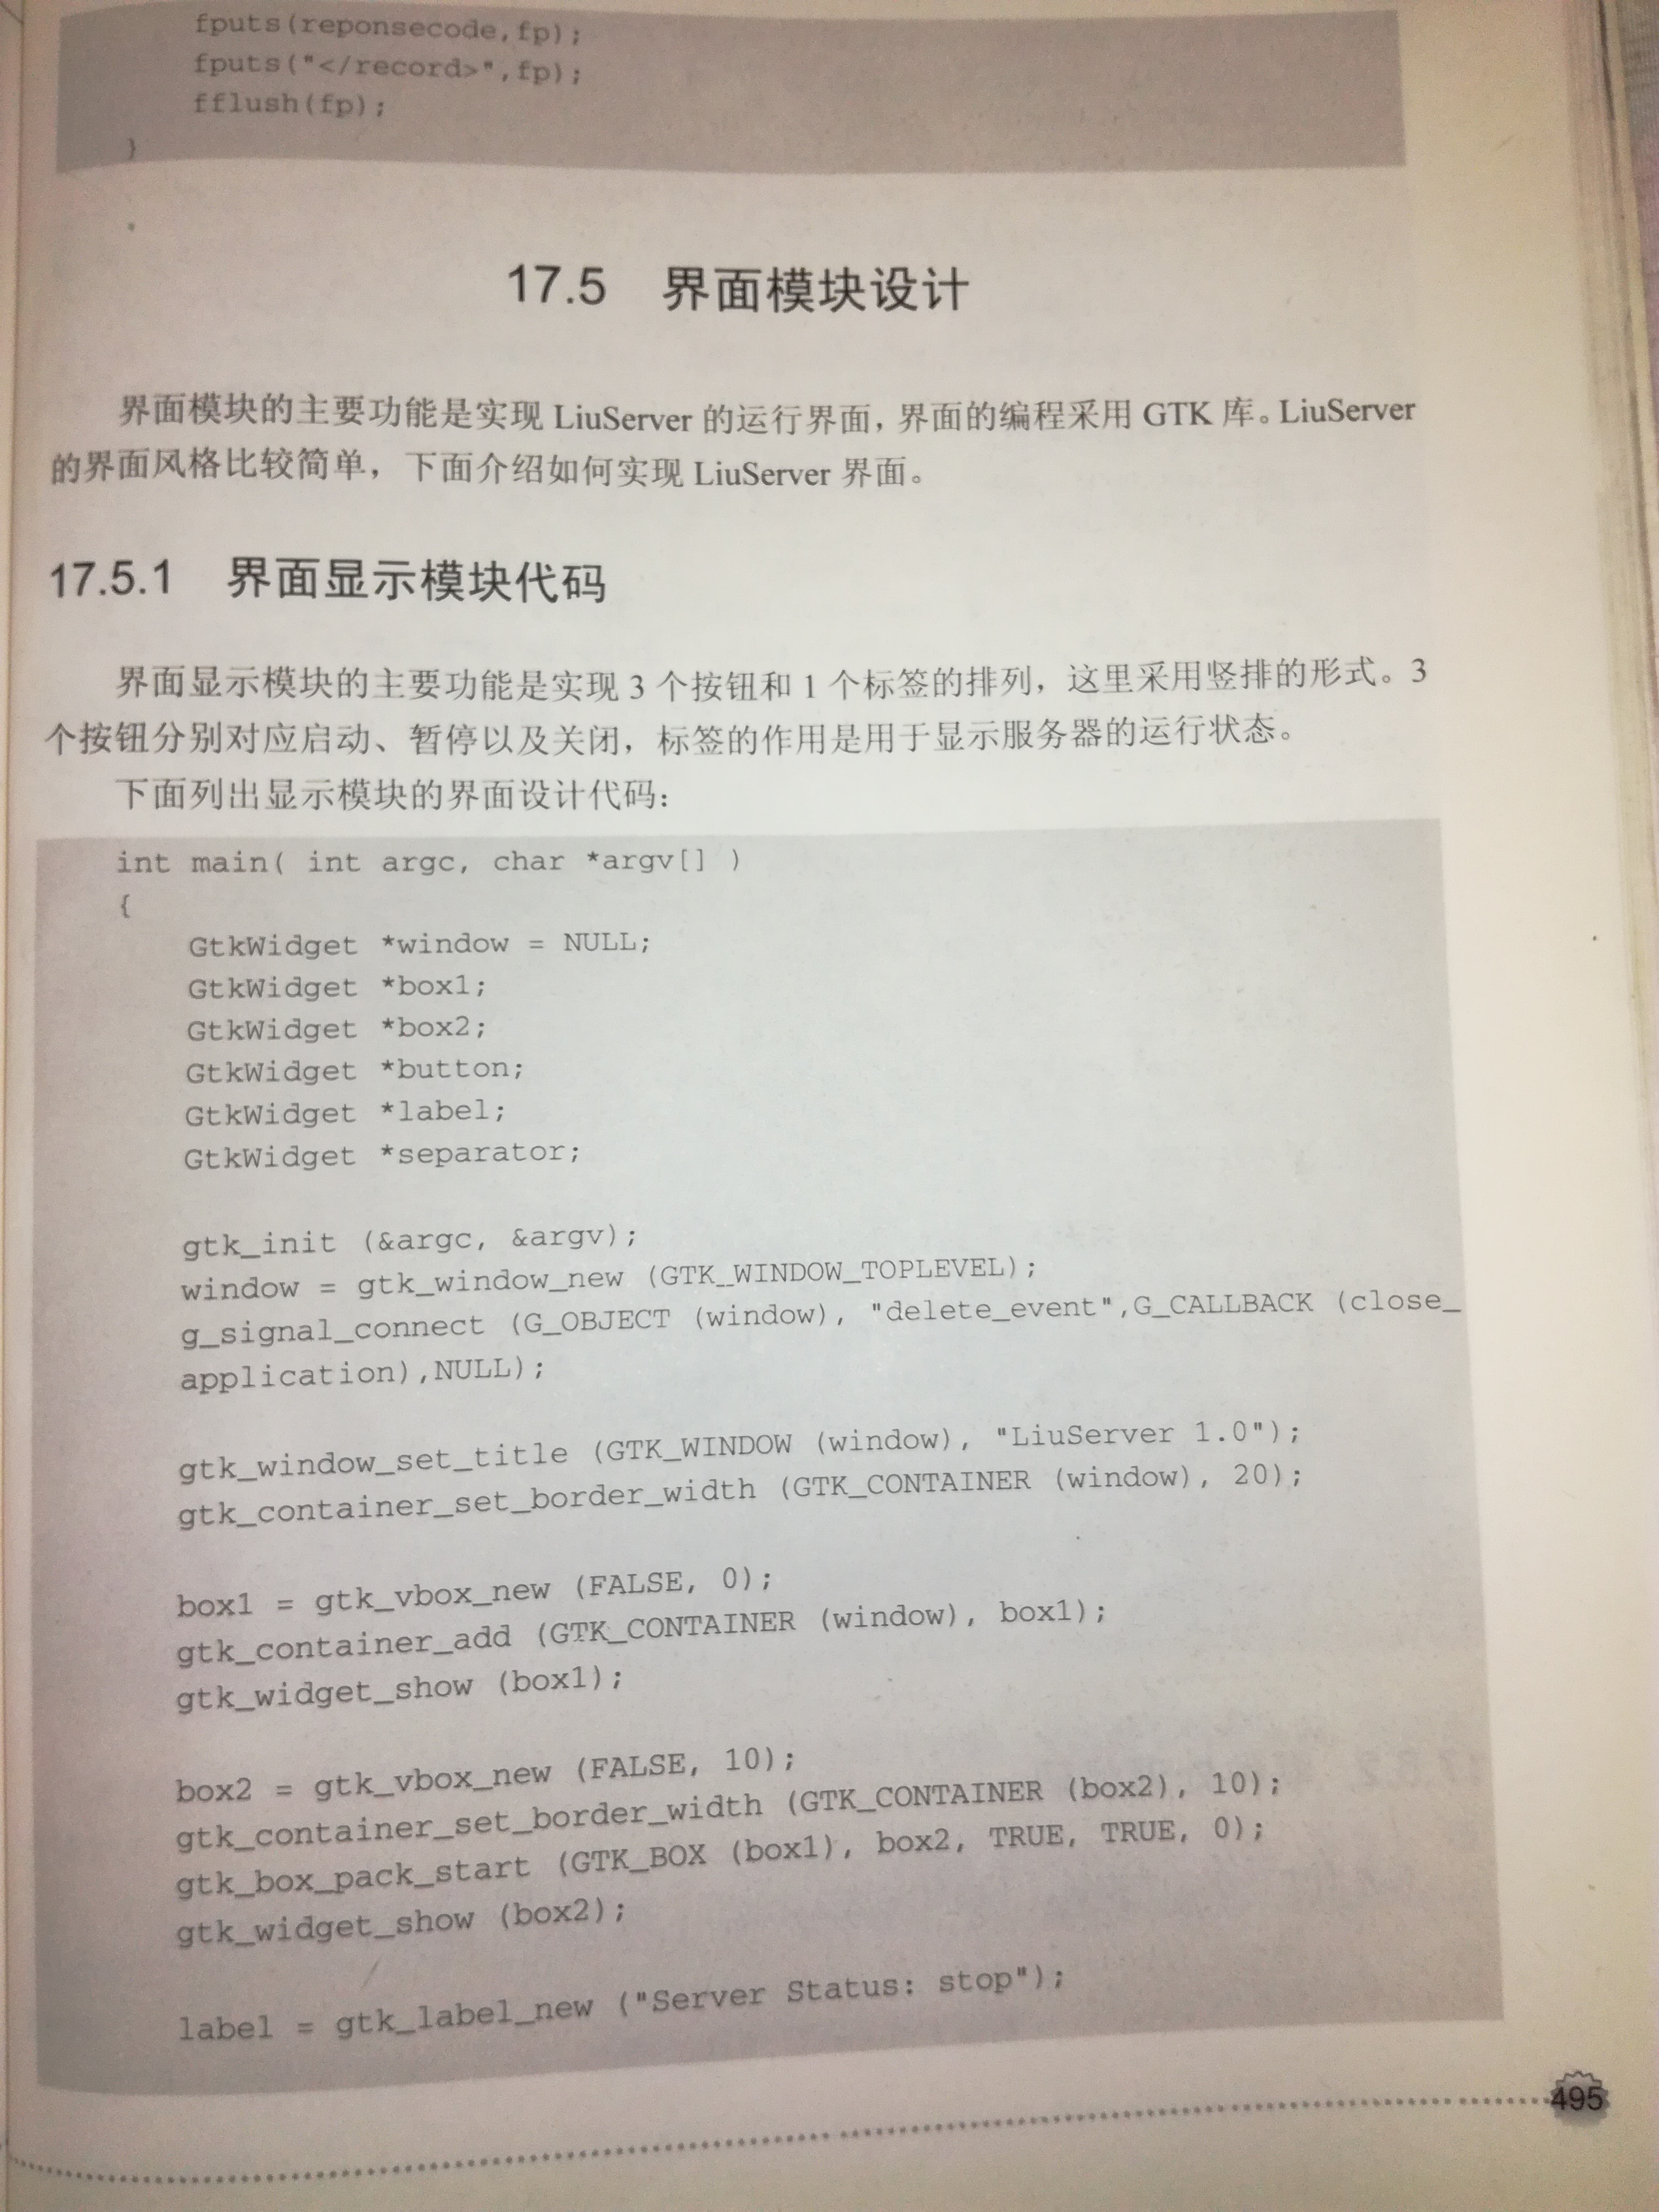 fputs(reponsecode,fp);
fputs("</record>",fp);
fflush(fp);
}
17.5 界面模块设计
界面模块的主要功能是实现 LiuServer 的运行界面，界面的编程采用 GTK 库。LiuServer
的界面风格比较简单，下面介绍如何实现 LiuServer 界面。
17.5.1 界面显示模块代码
界面显示模块的主要功能是实现 3 个按钮和 1 个标签的排列，这里采用竖排的形式。3
个按钮分别对应启动、暂停以及关闭，标签的作用是用于显示服务器的运行状态。
下面列出显示模块的界面设计代码：
int main( int argc, char *argv[] )
{
GtkWidget *window = NULL;
GtkWidget *box1;
GtkWidget *box2;
GtkWidget *button;
GtkWidget *label;
GtkWidget *separator;
gtk_init (&argc, &argv);
window = gtk_window_new (GTK_WINDOW_TOPLEVEL);
g_signal_connect (G_OBJECT (window), "delete_event",G_CALLBACK (close_
application),NULL);
gtk_window_set_title (GTK_WINDOW (window), "LiuServer 1.0");
gtk_container_set_border_width (GTK_CONTAINER (window), 20);
box1 = gtk_vbox_new (FALSE, 0);
gtk_container_add (GTK_CONTAINER (window), box1);
gtk_widget_show (box1);
box2 = gtk_vbox_new (FALSE, 10);
gtk_container_set_border_width (GTK_CONTAINER (box2), 10);
gtk_box_pack_start (GTK_BOX (box1), box2, TRUE, TRUE, 0);
gtk_widget_show (box2);
label = gtk_label_new ("Server Status: stop");
495